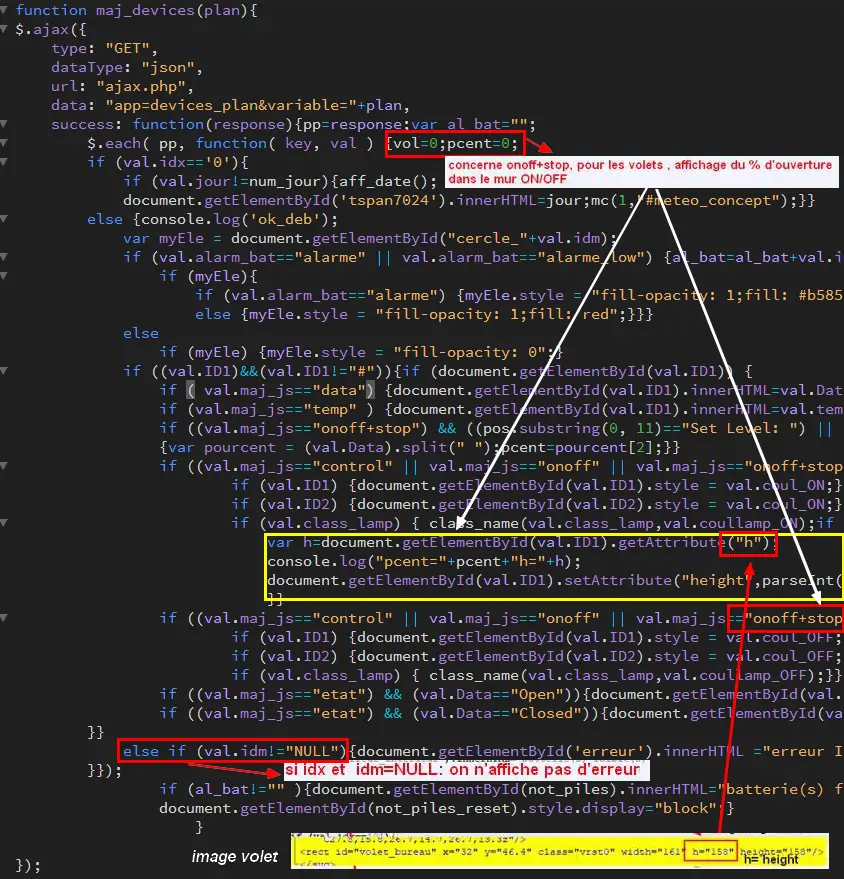 function maj_devices(plan){
$.ajax({
type: "GET",
dataType: "json",
url: "ajax.php",
data: "app=devices_plan&variable="+plan,
success: function(response){pp=response;var al_bat="";
$.each( pp, function( key, val ) {vol=0;pcent=0;
concerne onoff+stop, pour les volets , affichage du % d'ouverture
dans le mur ON/OFF
if (val.idx=='0'){
if (val.jour!=num_jour){aff_date();
document.getElementById('tspan7024').innerHTML=jour;mc(1,"#meteo_concept");}}
else {console.log('ok_deb');
var myEle = document.getElementById("cercle_"+val.idm);
if (val.alarm_bat=="alarme" || val.alarm_bat=="alarme_low") {al_bat=al_bat+val.i
if (myEle){
if (val.alarm_bat=="alarme") {myEle.style = "fill-opacity: 1;fill: #b585
else {myEle.style = "fill-opacity: 1;fill: red";}}}
else
if (myEle) {myEle.style = "fill-opacity: 0";}
if ((val.ID1)&&(val.ID1!="#")){if (document.getElementById(val.ID1)) {
if ( val.maj_js=="data") {document.getElementById(val.ID1).innerHTML=val.Dat
if (val.maj_js=="temp" ) {document.getElementById(val.ID1).innerHTML=val.tem
if ((val.maj_js=="onoff+stop") && ((pos.substring(0, 11)=="Set Level: ") ||
{var pourcent = (val.Data).split(" ");pcent=pourcent[2];}}
if ((val.maj_js=="control" || val.maj_js=="onoff" || val.maj_js=="onoff+stop
if (val.ID1) {document.getElementById(val.ID1).style = val.coul_ON;}
if (val.ID2) {document.getElementById(val.ID2).style = val.coul_ON;}
if (val.class_lamp) { class_name(val.class_lamp,val.coullamp_ON);if
var h=document.getElementById(val.ID1).getAttribute("h");
console.log("pcent="+pcent+"h="+h);
document.getElementById(val.ID1).setAttribute("height",parseInt(
}}
if ((val.maj_js=="control" || val.maj_js=="onoff" || val.maj_js=="onoff+stop
if (val.ID1) {document.getElementById(val.ID1).style = val.coul_OFF;
if (val.ID2) {document.getElementById(val.ID2).style = val.coul_OFF;
if (val.class_lamp) { class_name(val.class_lamp,val.coullamp_OFF);}}
if ((val.maj_js=="etat") && (val.Data=="Open")){document.getElementById(val.
if ((val.maj_js=="etat") && (val.Data=="Closed")){document.getElementById(va
}}
else if (val.idm!="NULL"){document.getElementById('erreur').innerHTML ="erreur I
}});
si idx et idm=NULL: on n'affiche pas d'erreur
if (al_bat!="" ){document.getElementById(not_piles).innerHTML="batterie(s) f
document.getElementById(not_piles_reset).style.display="block";}
}
image volet
<rect id="volet_bureau" x="32" y="46.4" class="vrst0" width="161" h="158" height="158"/>
h= height
});